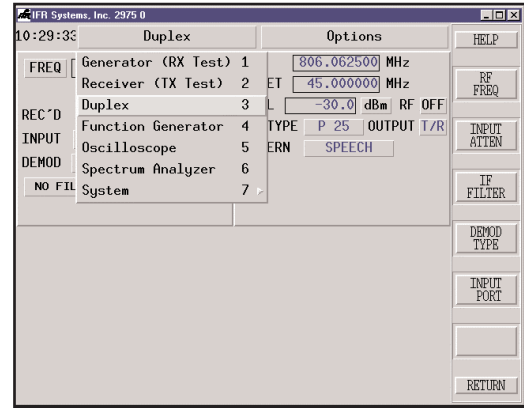 IFR Systems, Inc. 2975 0
10:29:33 Duplex Options HELP
FREQ Generator (RX Test) 1 806.062500 MHz
Receiver (TX Test) 2 ET 45.000000 MHz RF FREQ
Duplex 3 L -30.0 dBm RF OFF
REC'D Function Generator 4 TYPE P 25 OUTPUT T/R
INPUT Oscilloscope 5 ERN SPEECH INPUT ATTEN
DEMOD Spectrum Analyzer 6
NO FIL System 7 IF FILTER
DEMOD TYPE
INPUT PORT
RETURN